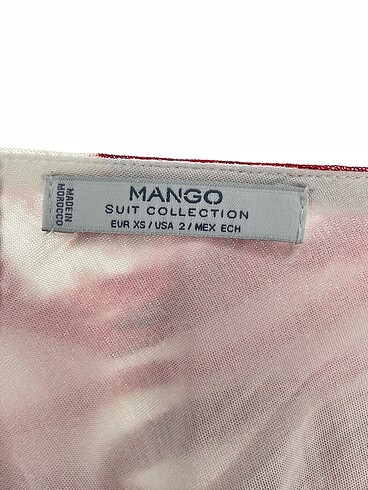 MADE IN
MOROCCO
MANGO
SUIT COLLECTION
EUR XS / USA 2 / MEX ECH